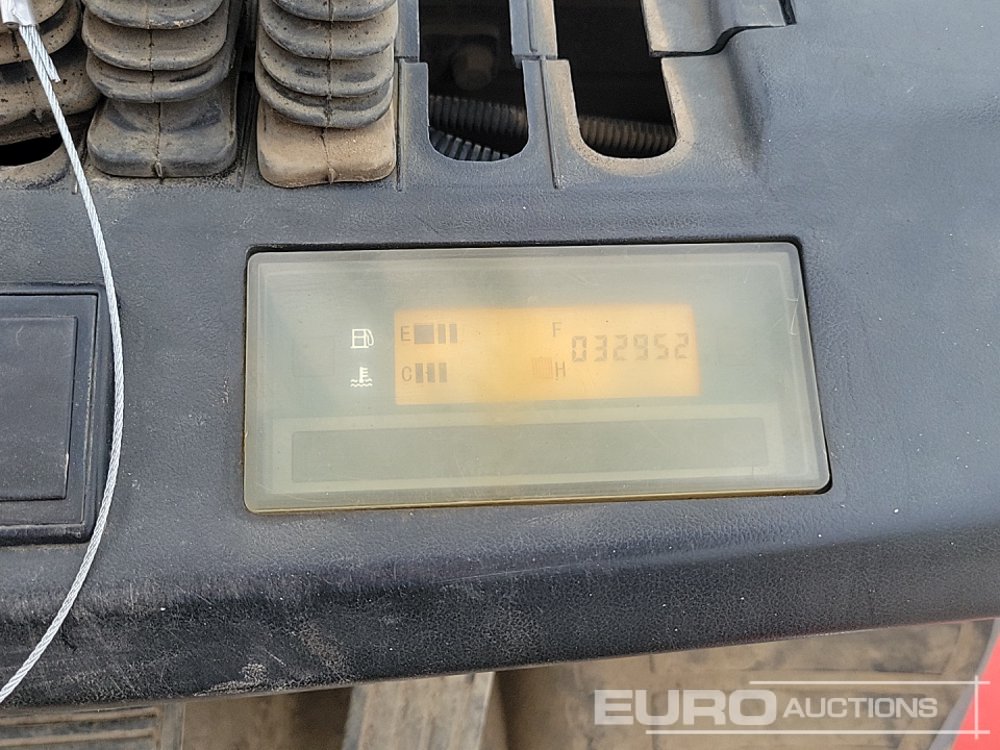 E F 032952
C H
EURO AUCTIONS